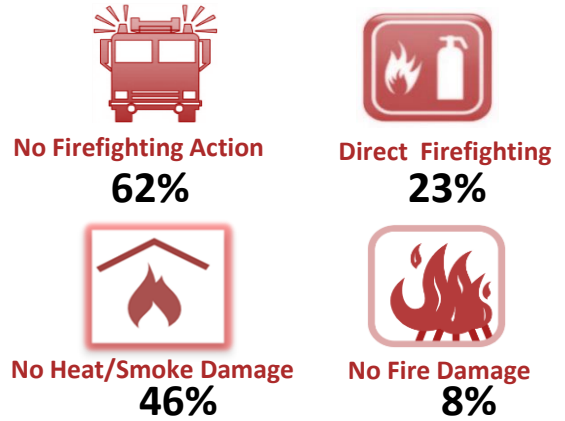 No Firefighting Action
62%
Direct Firefighting
23%
No Heat/Smoke Damage
46%
No Fire Damage
8%